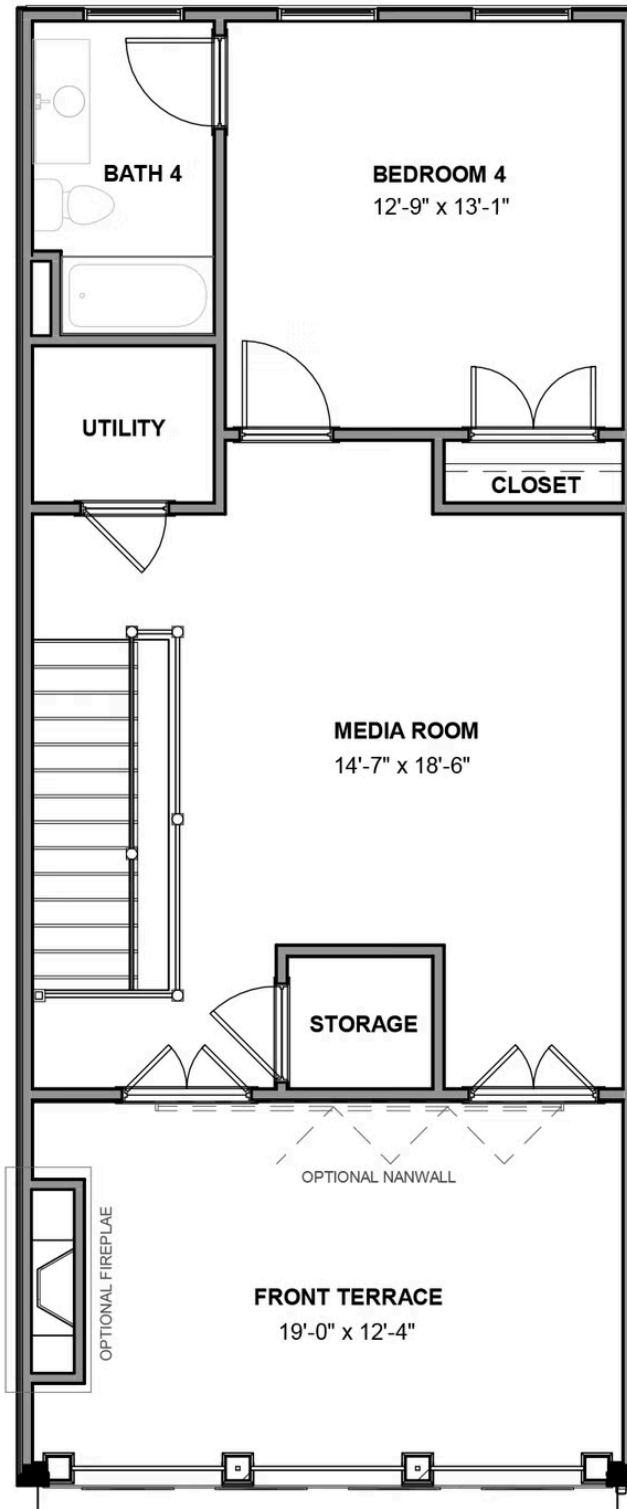 BATH 4
BEDROOM 4
12'-9" x 13'-1"
UTILITY
CLOSET
MEDIA ROOM
14'-7" x 18'-6"
STORAGE
OPTIONAL NANWALL
OPTIONAL FIREPLAE
FRONT TERRACE
19'-0" x 12'-4"